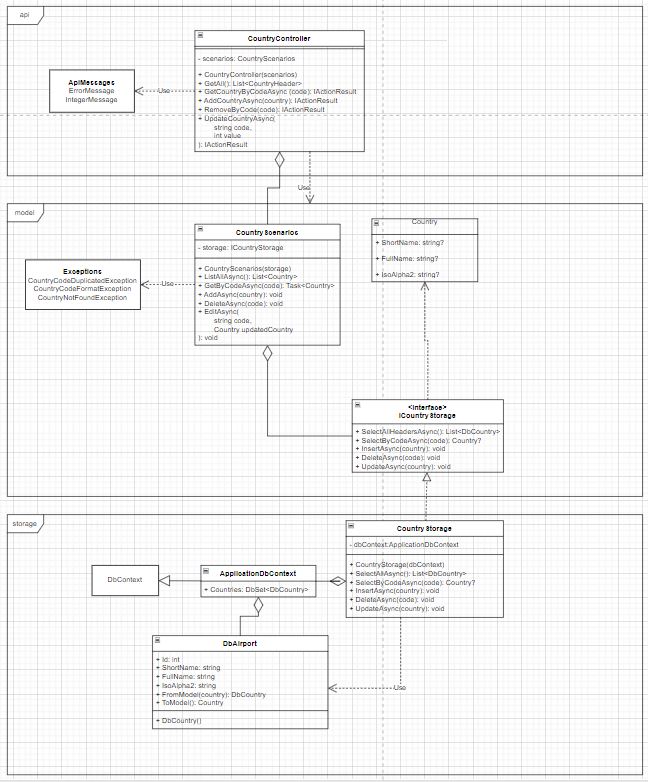 api
CountryController
- scenarios: CountryScenarios
+ CountryController(scenarios)
+ GetAll(): List<CountryHeader>
+ GetCountryByCodeAsync (code): IActionResult
+ AddCountryAsync(country): IActionResult
+ RemoveByCode(code): IActionResult
+ UpdateCountryAsync(
string code,
int value
): IActionResult
ApiMessages
ErrorMessage
IntegerMessage
Use
Use
model
CountryScenarios
- storage: ICountryStorage
+ CountryScenarios(storage)
+ ListAllAsync(): List<Country>
+ GetByCodeAsync(code): Task<Country>
+ AddAsync(country): void
+ DeleteAsync(code): void
+ EditAsync(
string code,
Country updatedCountry
): void
Country
+ ShortName: string?
+ FullName: string?
+ IsoAlpha2: string?
Exceptions
CountryCodeDuplicatedException
CountryCodeFormatException
CountryNotFoundException
Use
<Interface>
ICountryStorage
+ SelectAllHeadersAsync(): List<DbCountry>
+ SelectByCodeAsync(code): Country?
+ InsertAsync(country): void
+ DeleteAsync(code): void
+ UpdateAsync(country): void
storage
CountryStorage
- dbContext:ApplicationDbContext
+ CountryStorage(dbContext)
+ SelectAllAsync(): List<DbCountry>
+ SelectByCodeAsync(code): Country?
+ InsertAsync(country): void
+ DeleteAsync(code): void
+ UpdateAsync(country): void
DbContext
ApplicationDbContext
+ Countries: DbSet<DbCountry>
DbAirport
+ Id: int
+ ShortName: string
+ FullName: string
+ IsoAlpha2: string
+ FromModel(country): DbCountry
+ ToModel(): Country
+ DbCountry()
Use